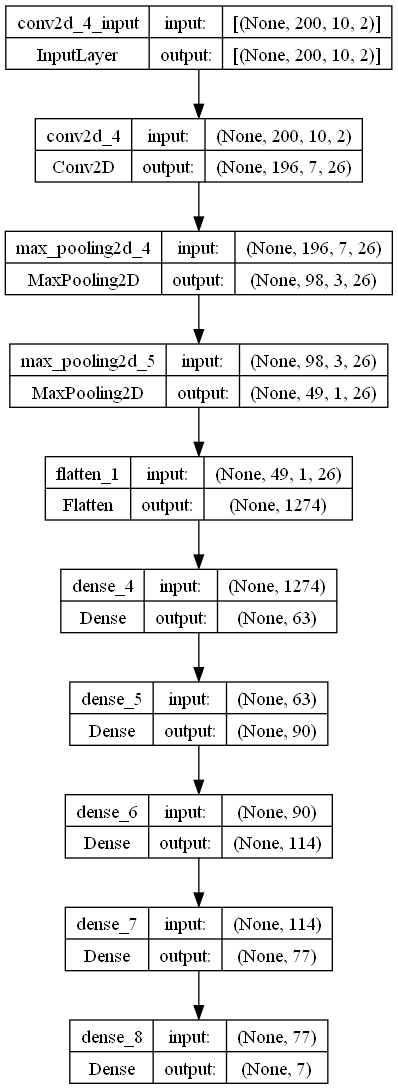 conv2d_4_input input: [(None, 200, 10, 2)]
InputLayer output: [(None, 200, 10, 2)]
conv2d_4 input: (None, 200, 10, 2)
Conv2D output: (None, 196, 7, 26)
max_pooling2d_4 input: (None, 196, 7, 26)
MaxPooling2D output: (None, 98, 3, 26)
max_pooling2d_5 input: (None, 98, 3, 26)
MaxPooling2D output: (None, 49, 1, 26)
flatten_1 input: (None, 49, 1, 26)
Flatten output: (None, 1274)
dense_4 input: (None, 1274)
Dense output: (None, 63)
dense_5 input: (None, 63)
Dense output: (None, 90)
dense_6 input: (None, 90)
Dense output: (None, 114)
dense_7 input: (None, 114)
Dense output: (None, 77)
dense_8 input: (None, 77)
Dense output: (None, 7)